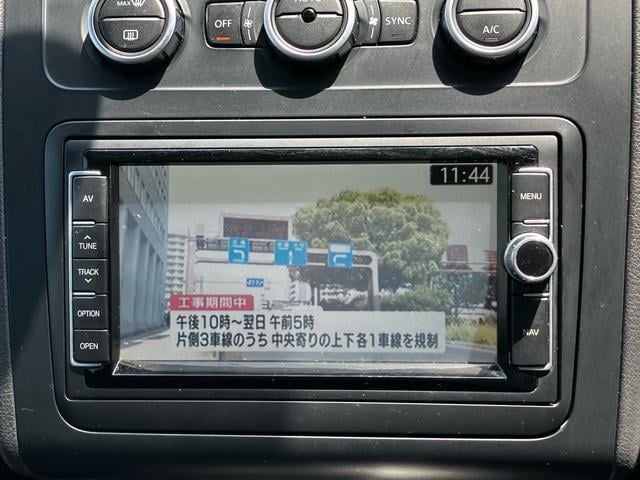 MAX
OFF
AUTO
SYNC
A/C
11:44
AV
MENU
TUNE
TRACK
OPTION
OPEN
NAV
工事期間中
午後10時～翌日 午前5時
片側3車線のうち 中央寄りの上下各1車線を規制